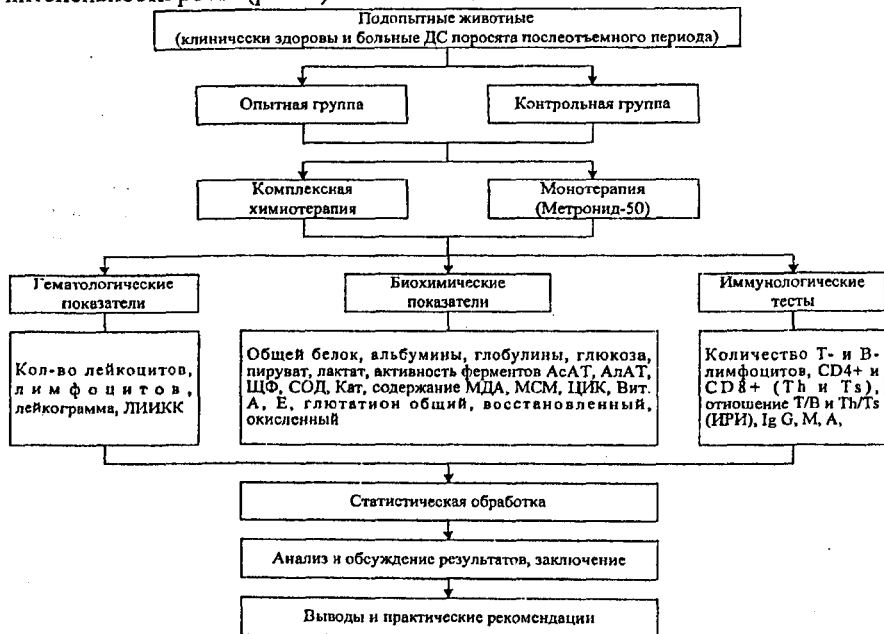 Подопытные животные
(клинически здоровы и больные ДС поросята послеотъемного периода)
Опытная группа
Контрольная группа
Комплексная
химиотерапия
Монотерапия
(Метронид-50)
Гематологические
показатели
Биохимические
показатели
Иммунологические
тесты
Кол-во лейкоцитов,
лимфоцитов,
лейкограмма, ЛИИКК
Общей белок, альбумины, глобулины, глюкоза,
пируват, лактат, активность ферментов АсАТ, АлАТ,
ЩФ, СОД, Кат, содержание МДА, МСМ, ЦИК, Вит.
А, Е, глютатион общий, восстановленный,
окисленный
Количество Т- и В-
лимфоцитов, CD4+ и
CD8+ (Th и Ts),
отношение Т/В и Th/Ts
(ИРИ), Ig G, M, A,
Статистическая обработка
Анализ и обсуждение результатов, заключение
Выводы и практические рекомендации